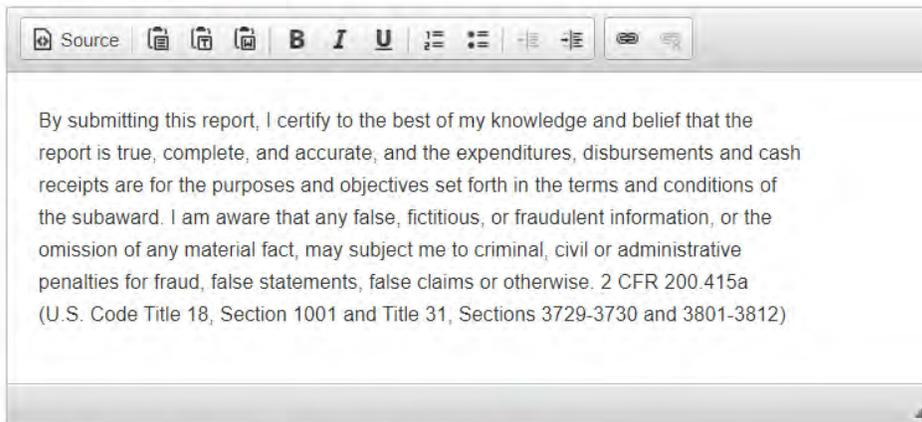 Source B I U
By submitting this report, I certify to the best of my knowledge and belief that the
report is true, complete, and accurate, and the expenditures, disbursements and cash
receipts are for the purposes and objectives set forth in the terms and conditions of
the subaward. I am aware that any false, fictitious, or fraudulent information, or the
omission of any material fact, may subject me to criminal, civil or administrative
penalties for fraud, false statements, false claims or otherwise. 2 CFR 200.415a
(U.S. Code Title 18, Section 1001 and Title 31, Sections 3729-3730 and 3801-3812)